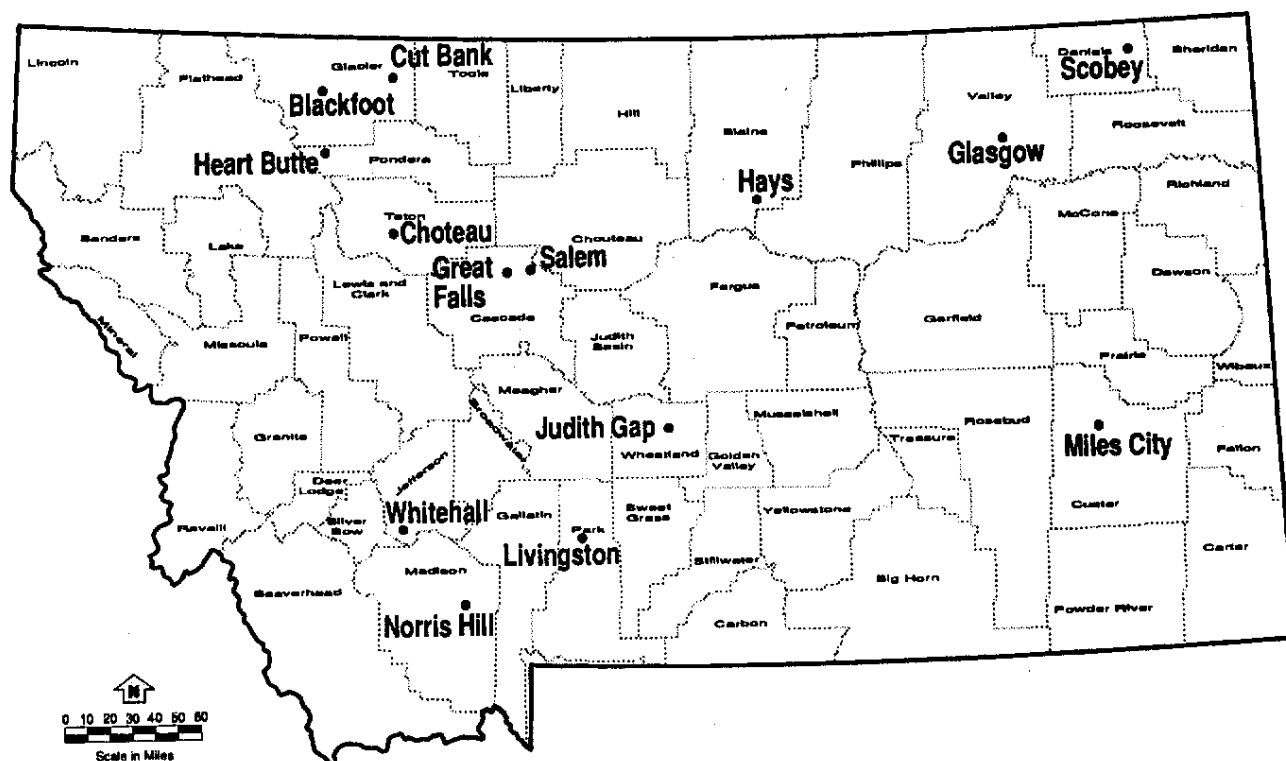 Cut Bank
Lincoln
Flathead
Glacier
Toole
Liberty
Hill
Blaine
Phillips
Valley
Daniels
Scobey
Sheridan
Blackfoot
Roosevelt
Heart Butte
Pondera
Glasgow
Hays
Richland
McCone
Sanders
Lake
Teton
Choteau
Chouteau
Great
Falls
Salem
Lewis and
Clark
Fergus
Dawson
Mineral
Missoula
Powell
Cascade
Judith
Basin
Petroleum
Garfield
Prairie
Wibaux
Meagher
Broadwater
Judith Gap
Musselshell
Granite
Wheatland
Golden
Valley
Treasure
Rosebud
Miles City
Fallon
Deer
Lodge
Jefferson
Silver
Bow
Whitehall
Gallatin
Park
Livingston
Sweet
Grass
Yellowstone
Custer
Ravalli
Stillwater
Carter
Madison
Beaverhead
Big Horn
Norris Hill
Carbon
Powder River
N
0 10 20 30 40 50 60
Scale in Miles